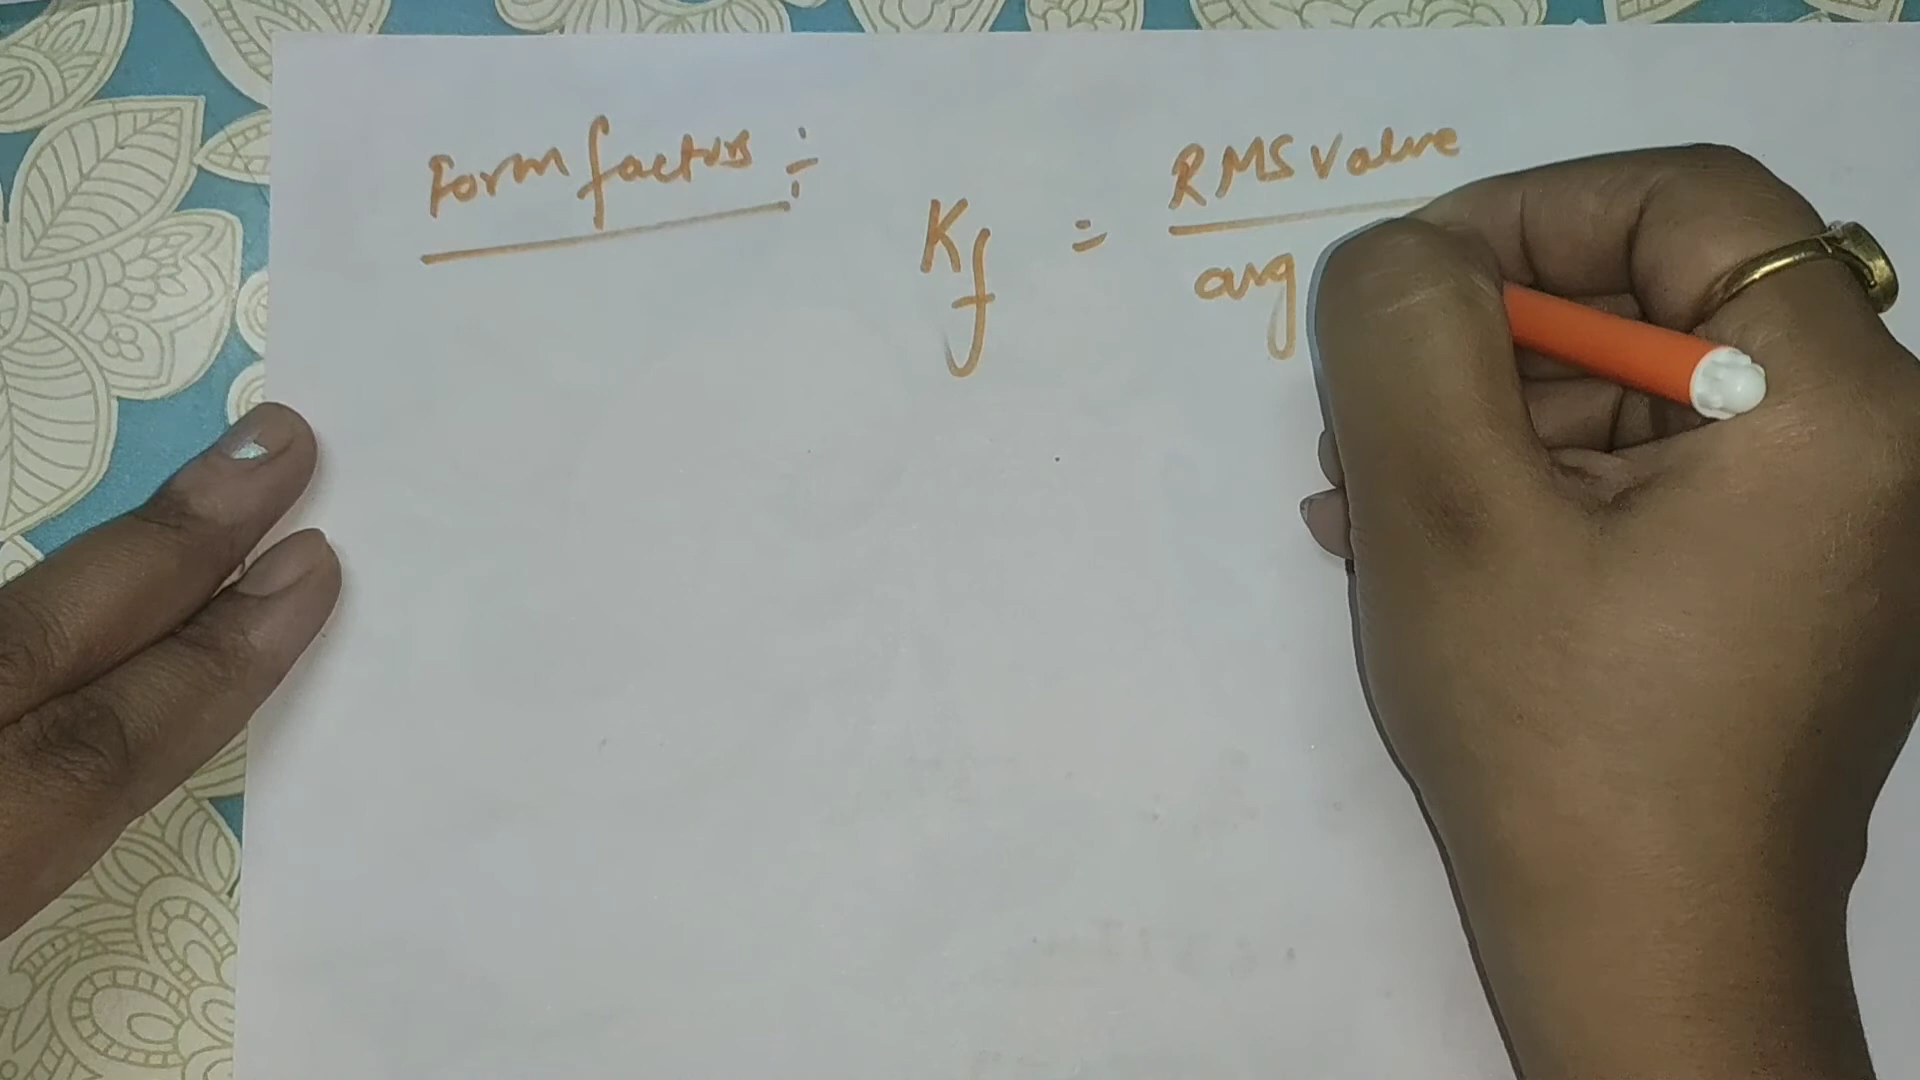 Form factors :-
Kf = RMS Value
avg